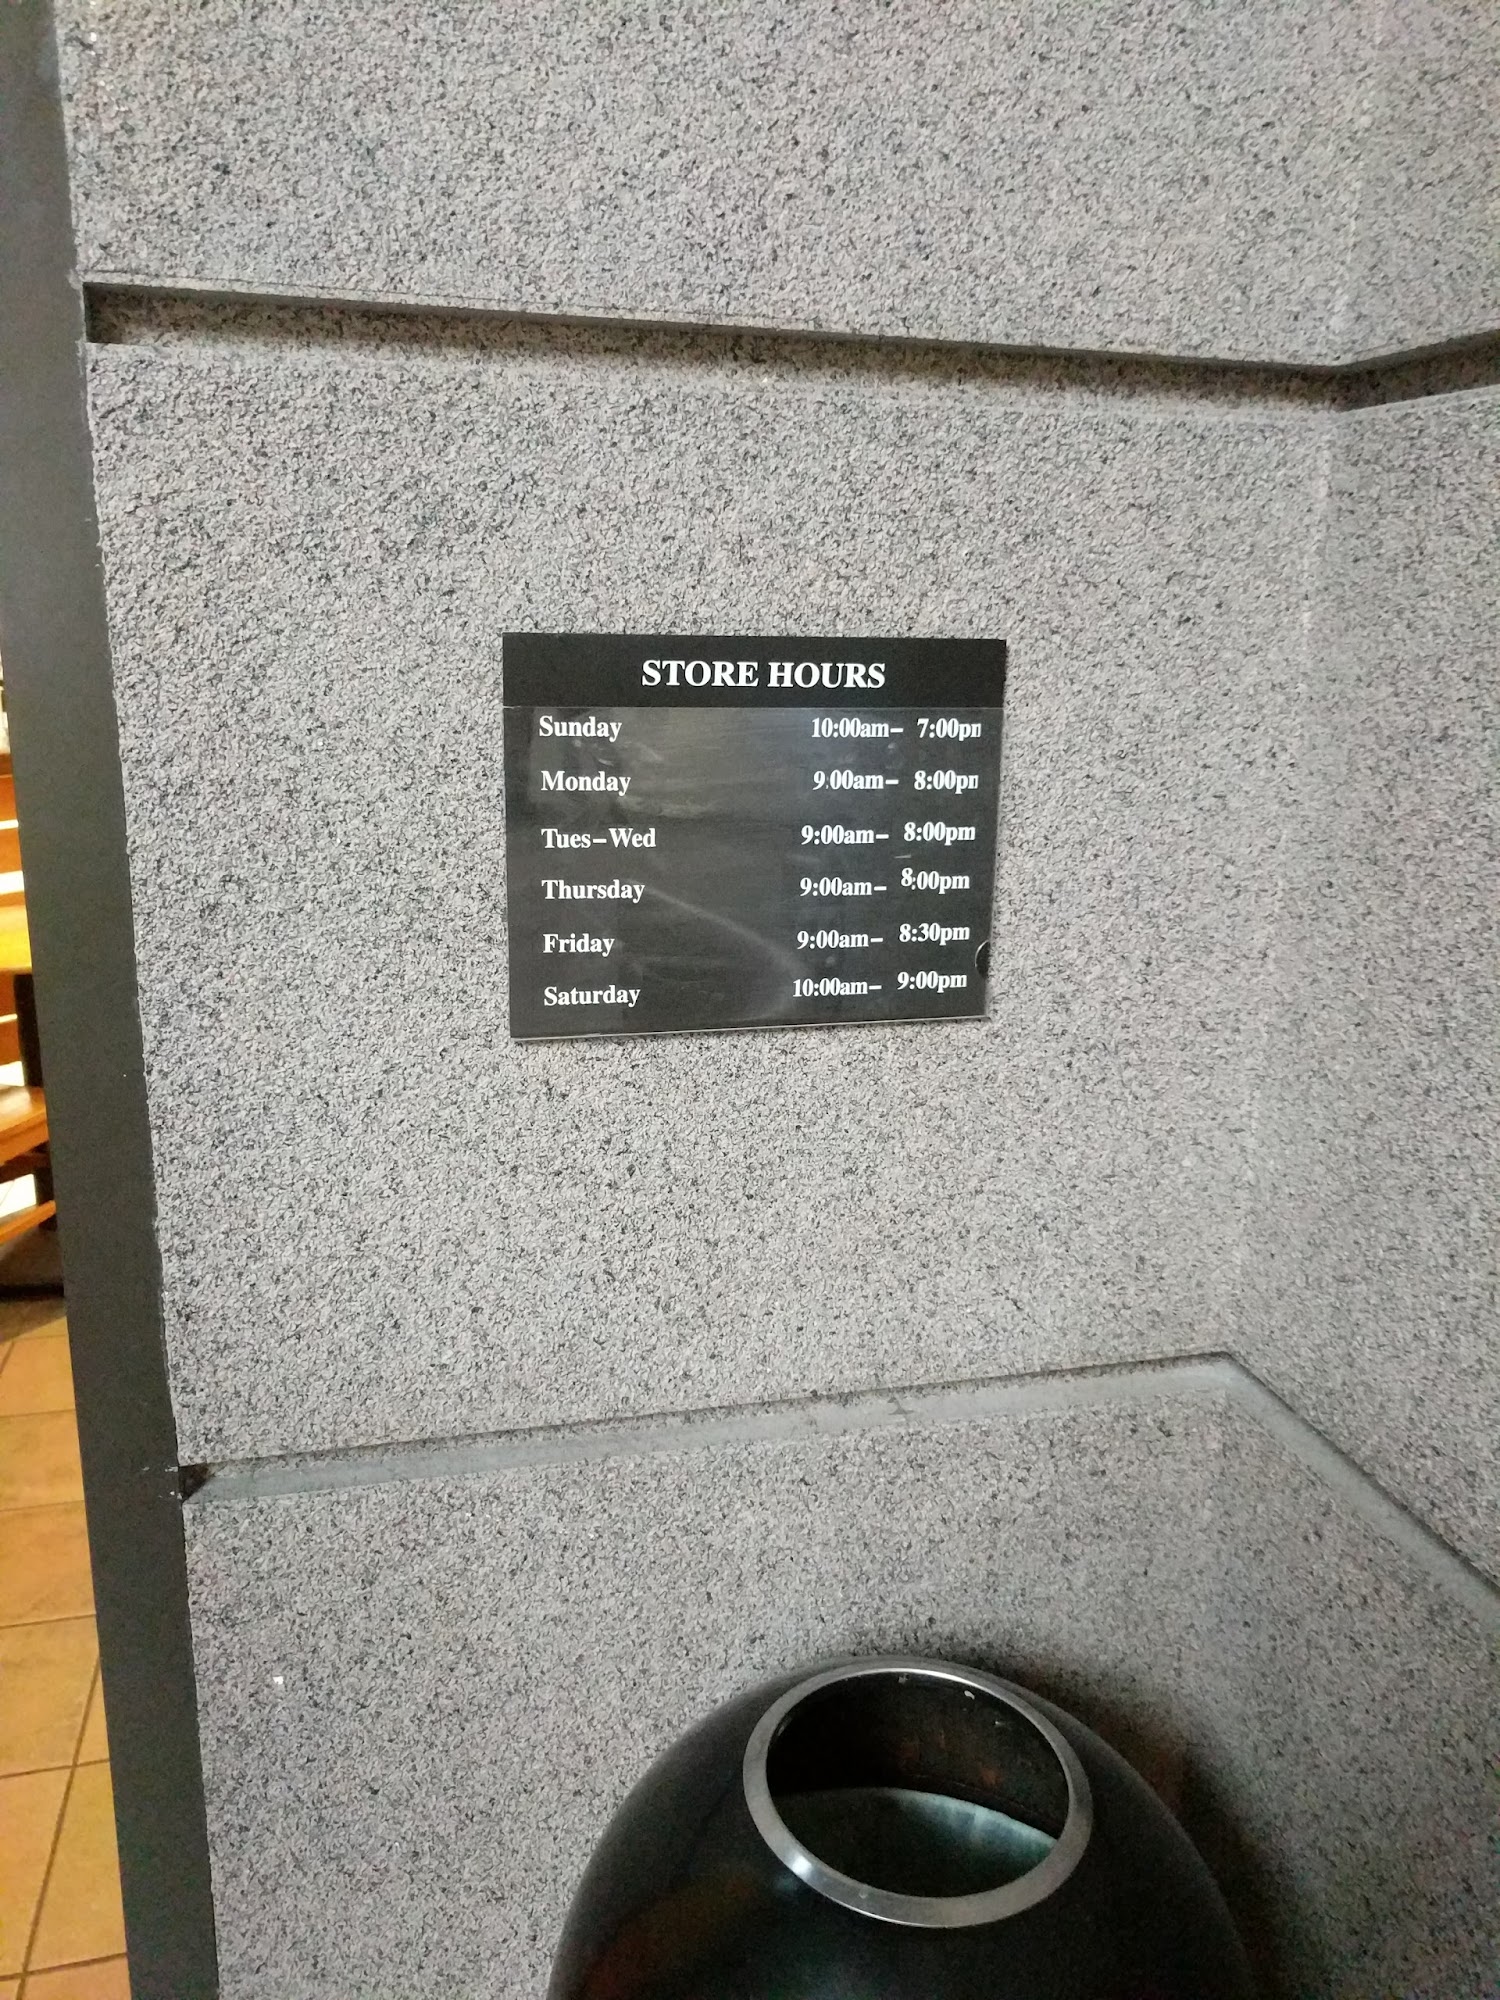 STORE HOURS
Sunday 10:00am- 7:00pm
Monday 9:00am- 8:00pm
Tues-Wed 9:00am- 8:00pm
Thursday 9:00am- 8:00pm
Friday 9:00am- 8:30pm
Saturday 10:00am- 9:00pm